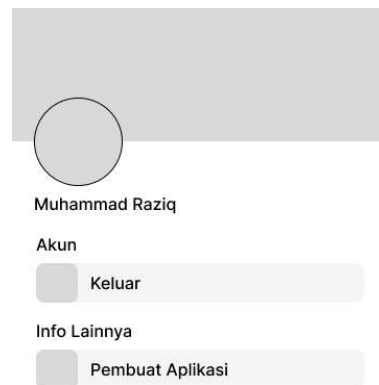 Muhammad Raziq
Akun
Keluar
Info Lainnya
Pembuat Aplikasi